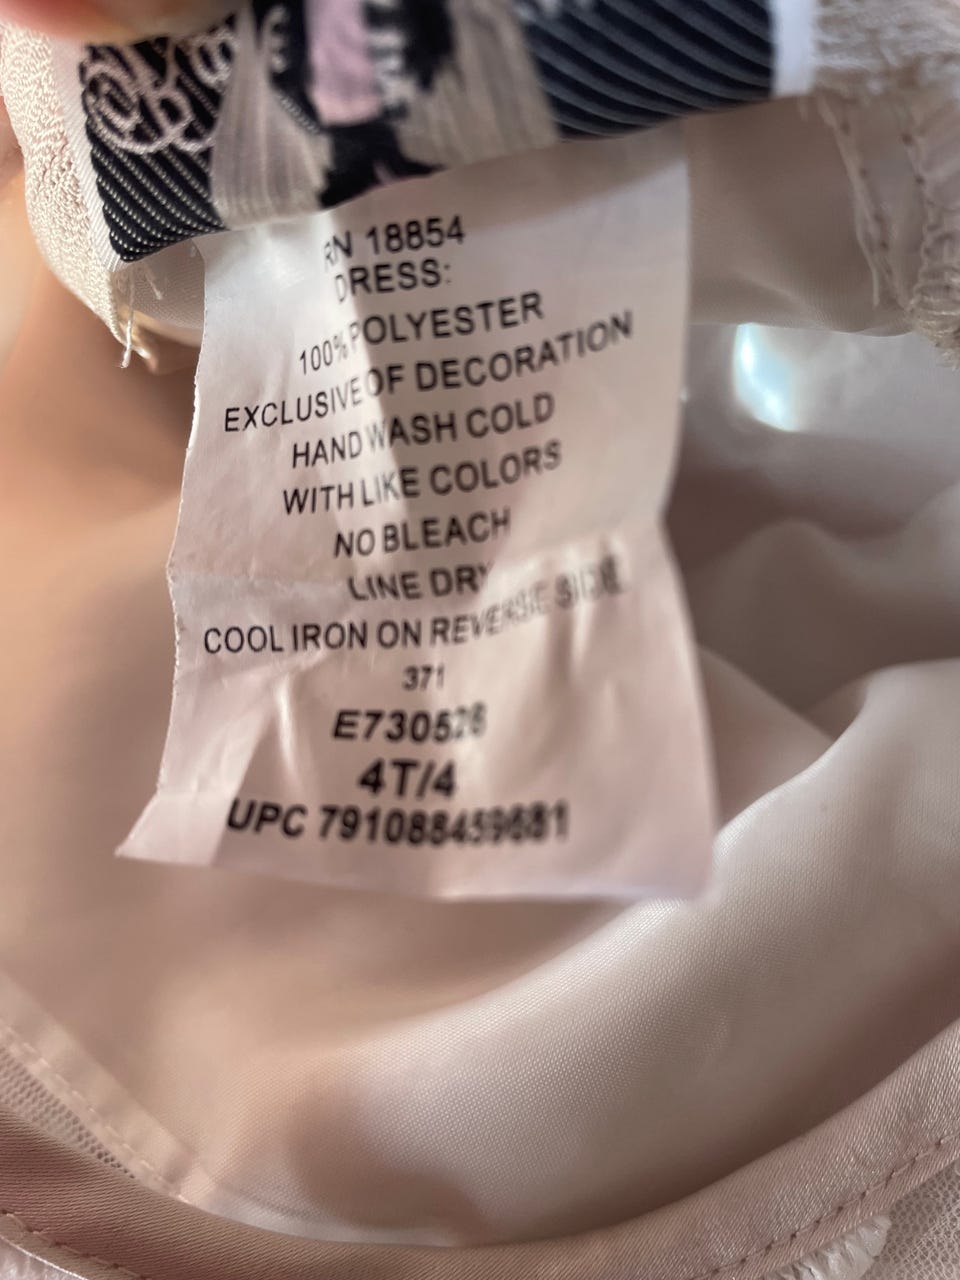 RN 18854
DRESS:
100% POLYESTER
EXCLUSIVE OF DECORATION
HAND WASH COLD
WITH LIKE COLORS
NO BLEACH
LINE DRY
COOL IRON ON REVERSE SIDE
371
E730526
4T/4
UPC 791088459681